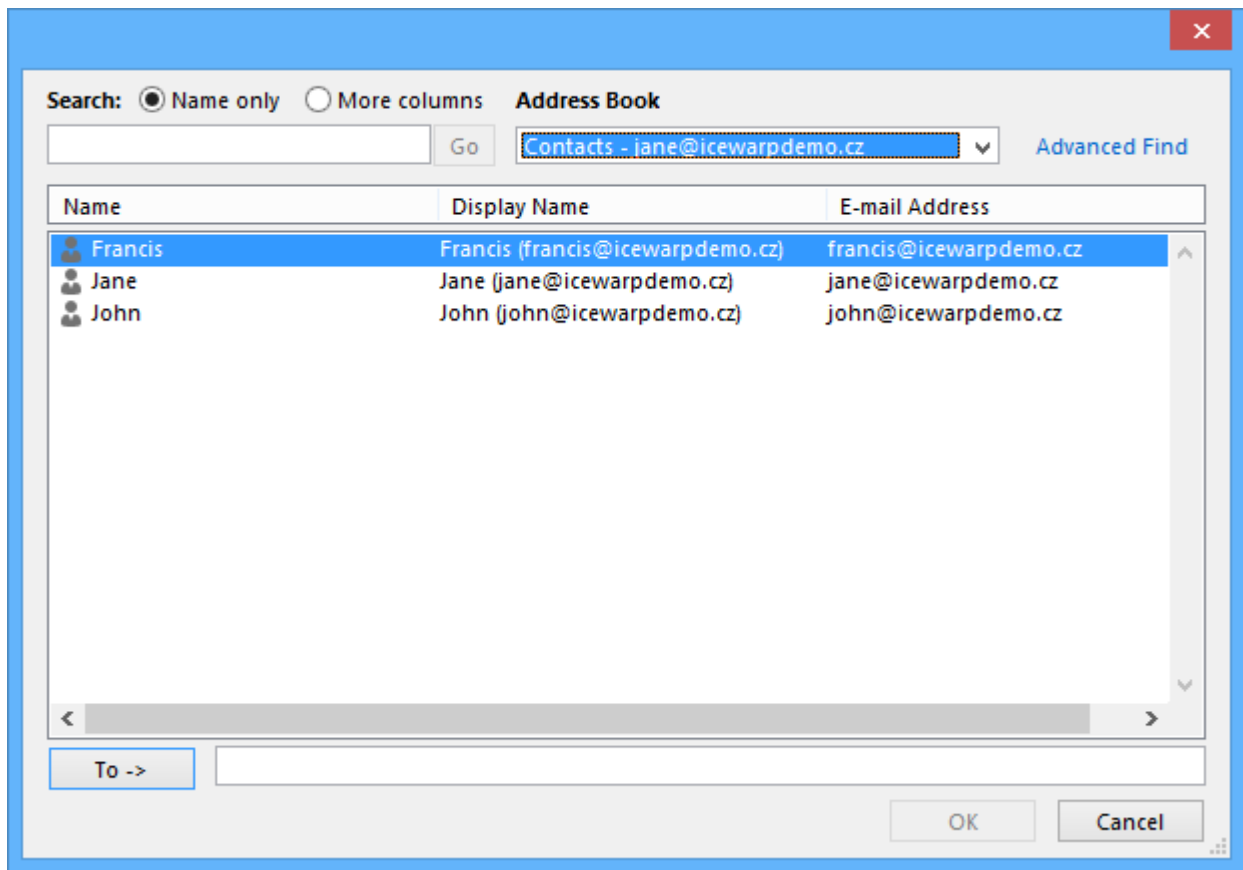 Search: Name only More columns Address Book
Go Contacts - jane@icewarpdemo.cz Advanced Find
Name Display Name E-mail Address
Francis Francis (francis@icewarpdemo.cz) francis@icewarpdemo.cz
Jane Jane (jane@icewarpdemo.cz) jane@icewarpdemo.cz
John John (john@icewarpdemo.cz) john@icewarpdemo.cz
To ->
OK Cancel